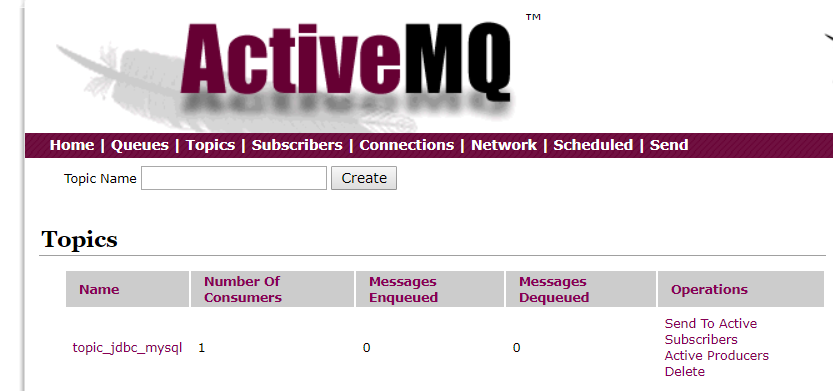 ActiveMQ™
Home | Queues | Topics | Subscribers | Connections | Network | Scheduled | Send
Topic Name Create
Topics
Name Number Of Consumers Messages Enqueued Messages Dequeued Operations
topic_jdbc_mysql 1 0 0 Send To Active Subscribers
Active Producers
Delete